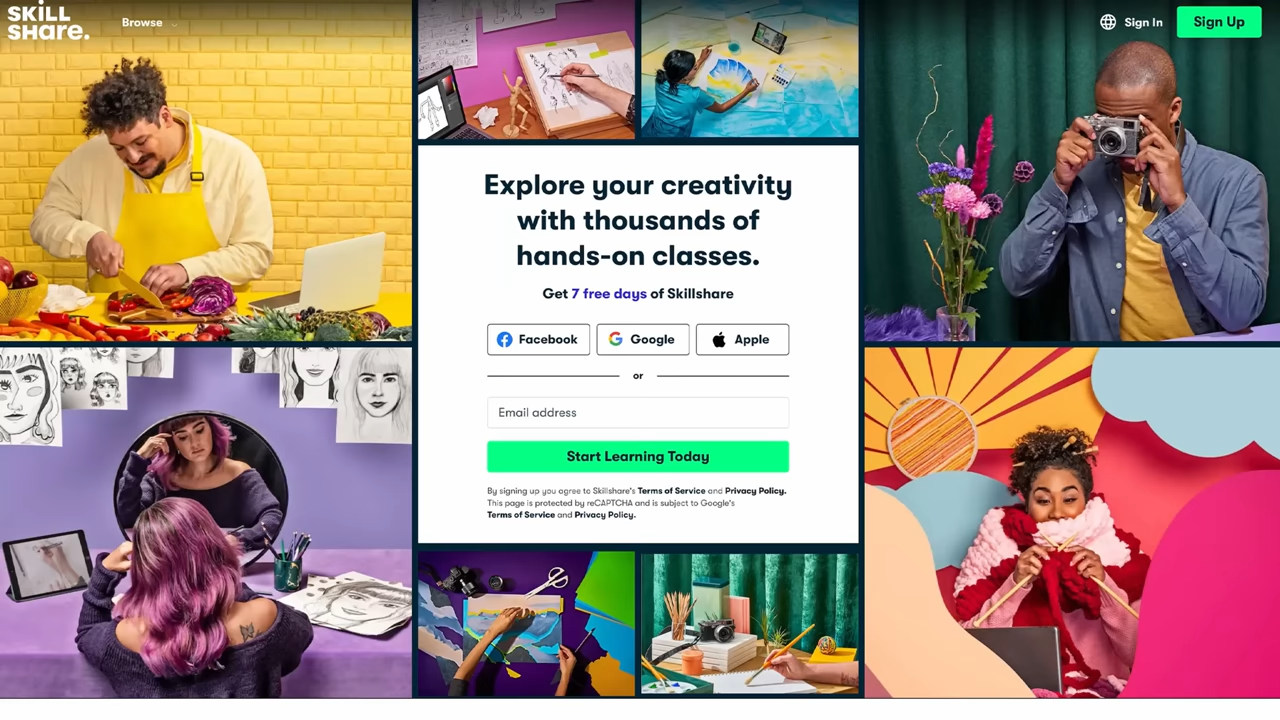 SKILL
SHare.
Browse
Sign In
Sign Up
Explore your creativity
with thousands of
hands-on classes.
Get 7 free days of Skillshare
Facebook
Google
Apple
or
Email address
Start Learning Today
By signing up you agree to Skillshare's Terms of Service and Privacy Policy.
This page is protected by reCAPTCHA and is subject to Google's
Terms of Service and Privacy Policy.